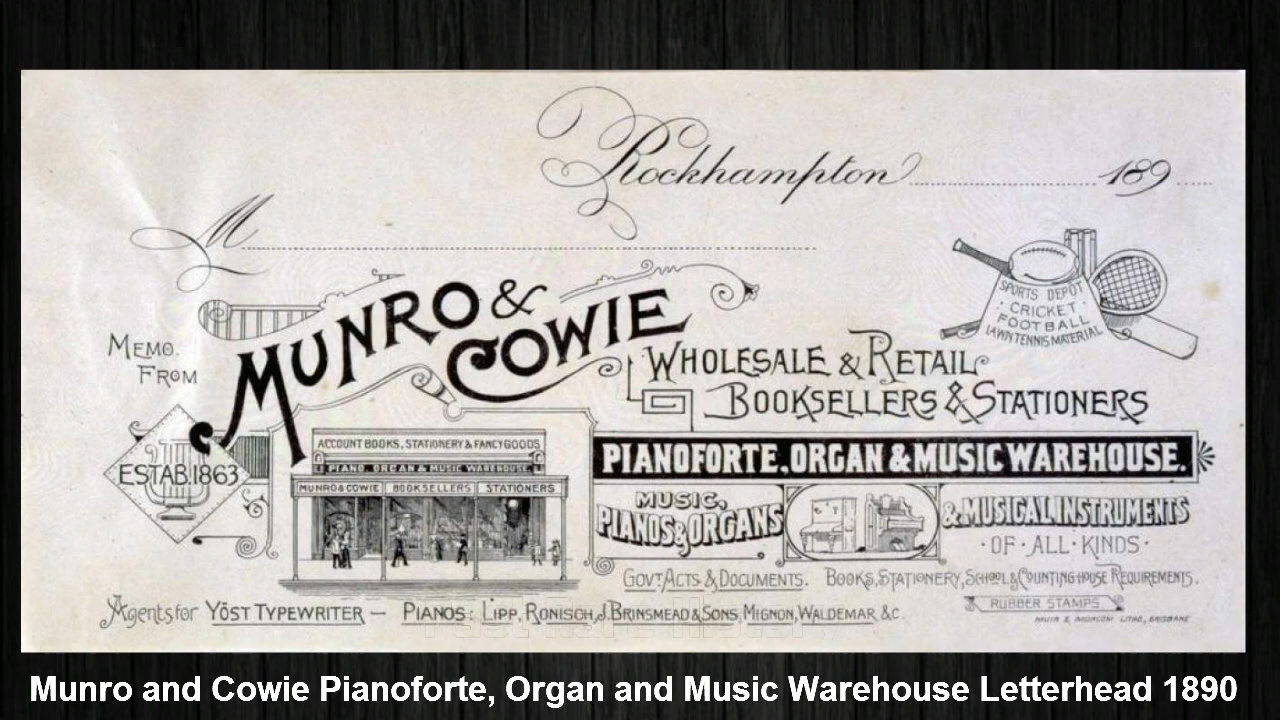 Rockhampton 189
M
MUNRO & COWIE
MEMO. FROM
SPORTS DEPOT
· CRICKET
FOOTBALL
LAWN TENNIS MATERIAL
WHOLESALE & RETAIL
BOOKSELLERS & STATIONERS
ESTAB. 1863
ACCOUNT BOOKS, STATIONERY & FANCY GOODS
PIANO, ORGAN & MUSIC WAREHOUSE
MUNRO & COWIE BOOKSELLERS STATIONERS
PIANOFORTE, ORGAN & MUSIC WAREHOUSE.
MUSIC,
PIANOS & ORGANS
& MUSICAL INSTRUMENTS
· OF · ALL · KINDS ·
GOVT ACTS & DOCUMENTS. BOOKS, STATIONERY, SCHOOL & COUNTING HOUSE REQUIREMENTS.
RUBBER STAMPS
Agents for YÖST TYPEWRITER — PIANOS: LIPP, RONISCH, J. BRINSMEAD & SONS, MIGNON, WALDEMAR &c.
MUIR & MORCOM LITHO, BRISBANE
Munro and Cowie Pianoforte, Organ and Music Warehouse Letterhead 1890